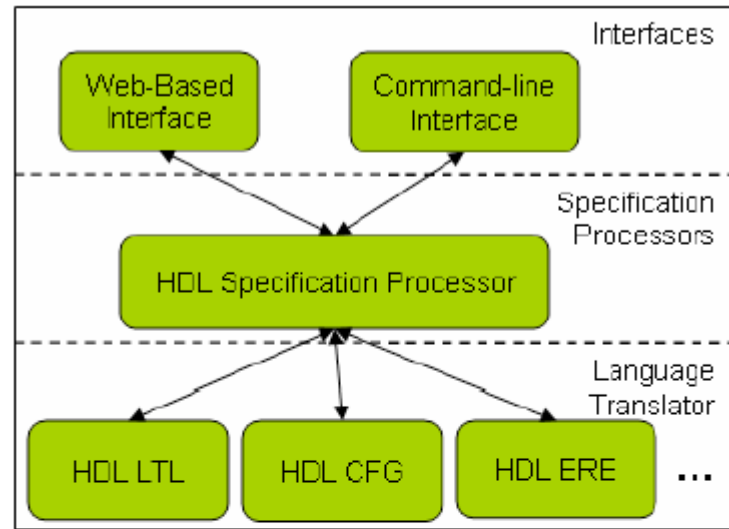 Interfaces
Web-Based
Interface
Command-line
Interface
Specification
Processors
HDL Specification Processor
Language
Translator
HDL LTL
HDL CFG
HDL ERE
...